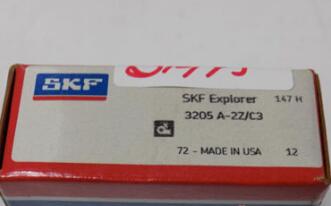 SKF
SKF Explorer 147 H
3205 A-2Z/C3
72 - MADE IN USA 12